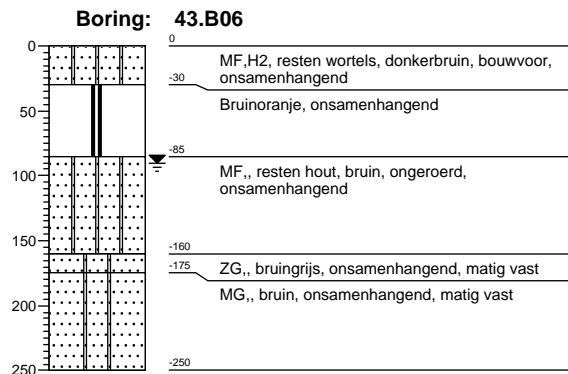 Boring: 43.B06
0
0
MF,H2, resten wortels, donkerbruin, bouwvoor,
onsamenhangend
-30
Bruinoranje, onsamenhangend
50
-85
MF,, resten hout, bruin, ongeroerd,
onsamenhangend
100
150
-160
ZG,, bruingrijs, onsamenhangend, matig vast
-175
MG,, bruin, onsamenhangend, matig vast
200
250
-250